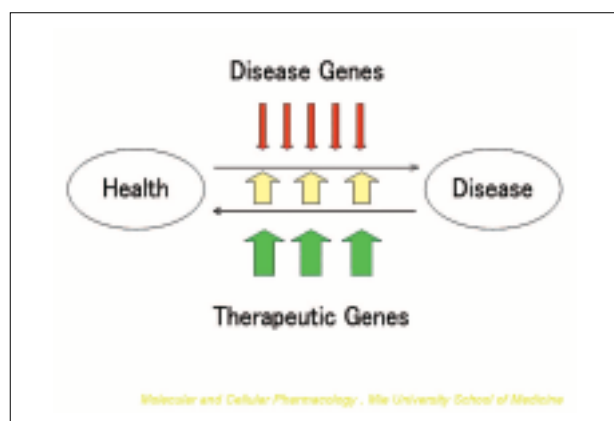 Disease Genes
Health
Disease
Therapeutic Genes
Molecular and Cellular Pharmacology , Mie University School of Medicine